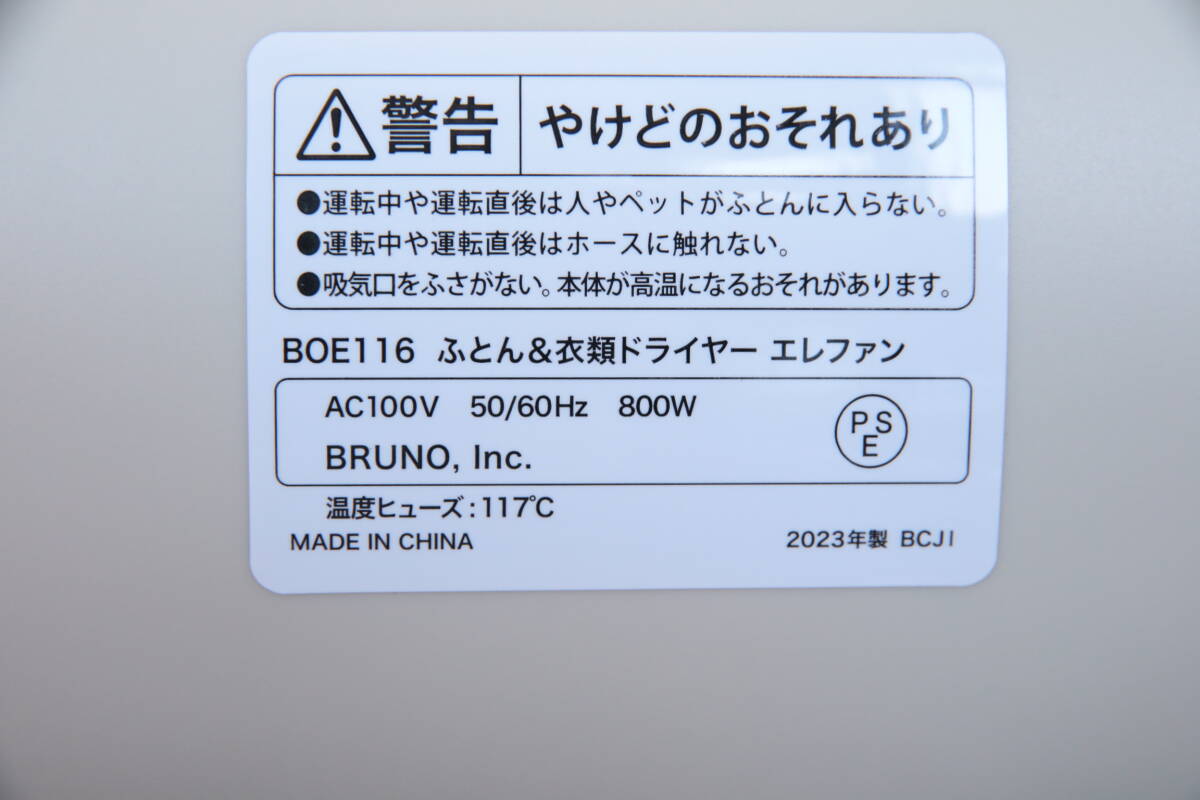 警告 やけどのおそれあり
●運転中や運転直後は人やペットがふとんに入らない。
●運転中や運転直後はホースに触れない。
●吸気口をふさがない。本体が高温になるおそれがあります。
BOE116 ふとん&衣類ドライヤー エレファン
AC100V 50/60Hz 800W
PSE
BRUNO, Inc.
温度ヒューズ:117℃
MADE IN CHINA 2023年製 BCJI